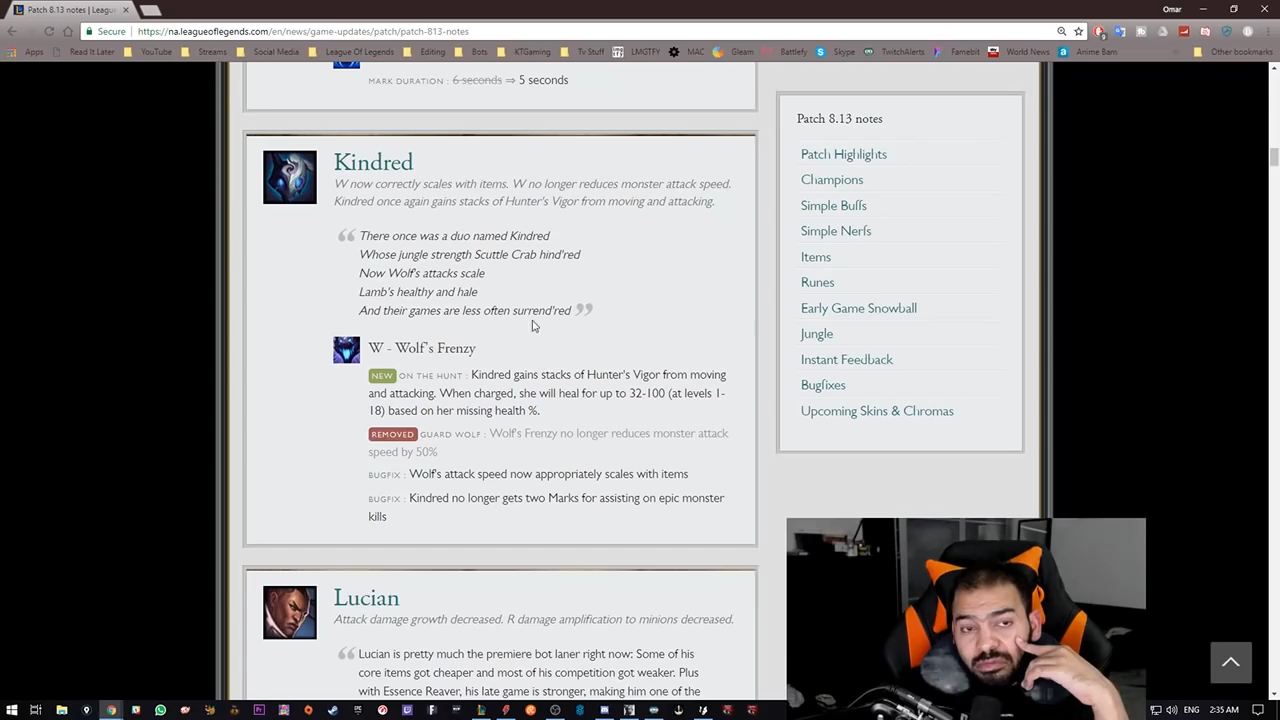 Patch 8.13 notes | Leagu
Omar
Secure
https://na.leagueoflegends.com/en/news/game-updates/patch/patch-813-notes
Apps
Read It Later
YouTube
Streams
Social Media
League Of Legends
Editing
Bots
KTGaming
Tv Stuff
LMGTFY
MAC
Gleam
Battlefy
Skype
TwitchAlerts
Famebit
World News
Anime Bam
Other bookmarks
MARK DURATION : 6 seconds ⇒ 5 seconds
Kindred
W now correctly scales with items. W no longer reduces monster attack speed.
Kindred once again gains stacks of Hunter's Vigor from moving and attacking.
There once was a duo named Kindred
Whose jungle strength Scuttle Crab hind'red
Now Wolf's attacks scale
Lamb's healthy and hale
And their games are less often surrend'red
W - Wolf's Frenzy
NEW ON THE HUNT : Kindred gains stacks of Hunter's Vigor from moving
and attacking. When charged, she will heal for up to 32-100 (at levels 1-
18) based on her missing health %.
REMOVED GUARD WOLF : Wolf's Frenzy no longer reduces monster attack
speed by 50%
BUGFIX : Wolf's attack speed now appropriately scales with items
BUGFIX : Kindred no longer gets two Marks for assisting on epic monster
kills
Lucian
Attack damage growth decreased. R damage amplification to minions decreased.
Lucian is pretty much the premiere bot laner right now: Some of his
core items got cheaper and most of his competition got weaker. Plus
with Essence Reaver, his late game is stronger, making him one of the
Patch 8.13 notes
Patch Highlights
Champions
Simple Buffs
Simple Nerfs
Items
Runes
Early Game Snowball
Jungle
Instant Feedback
Bugfixes
Upcoming Skins & Chromas
ENG
2:35 AM